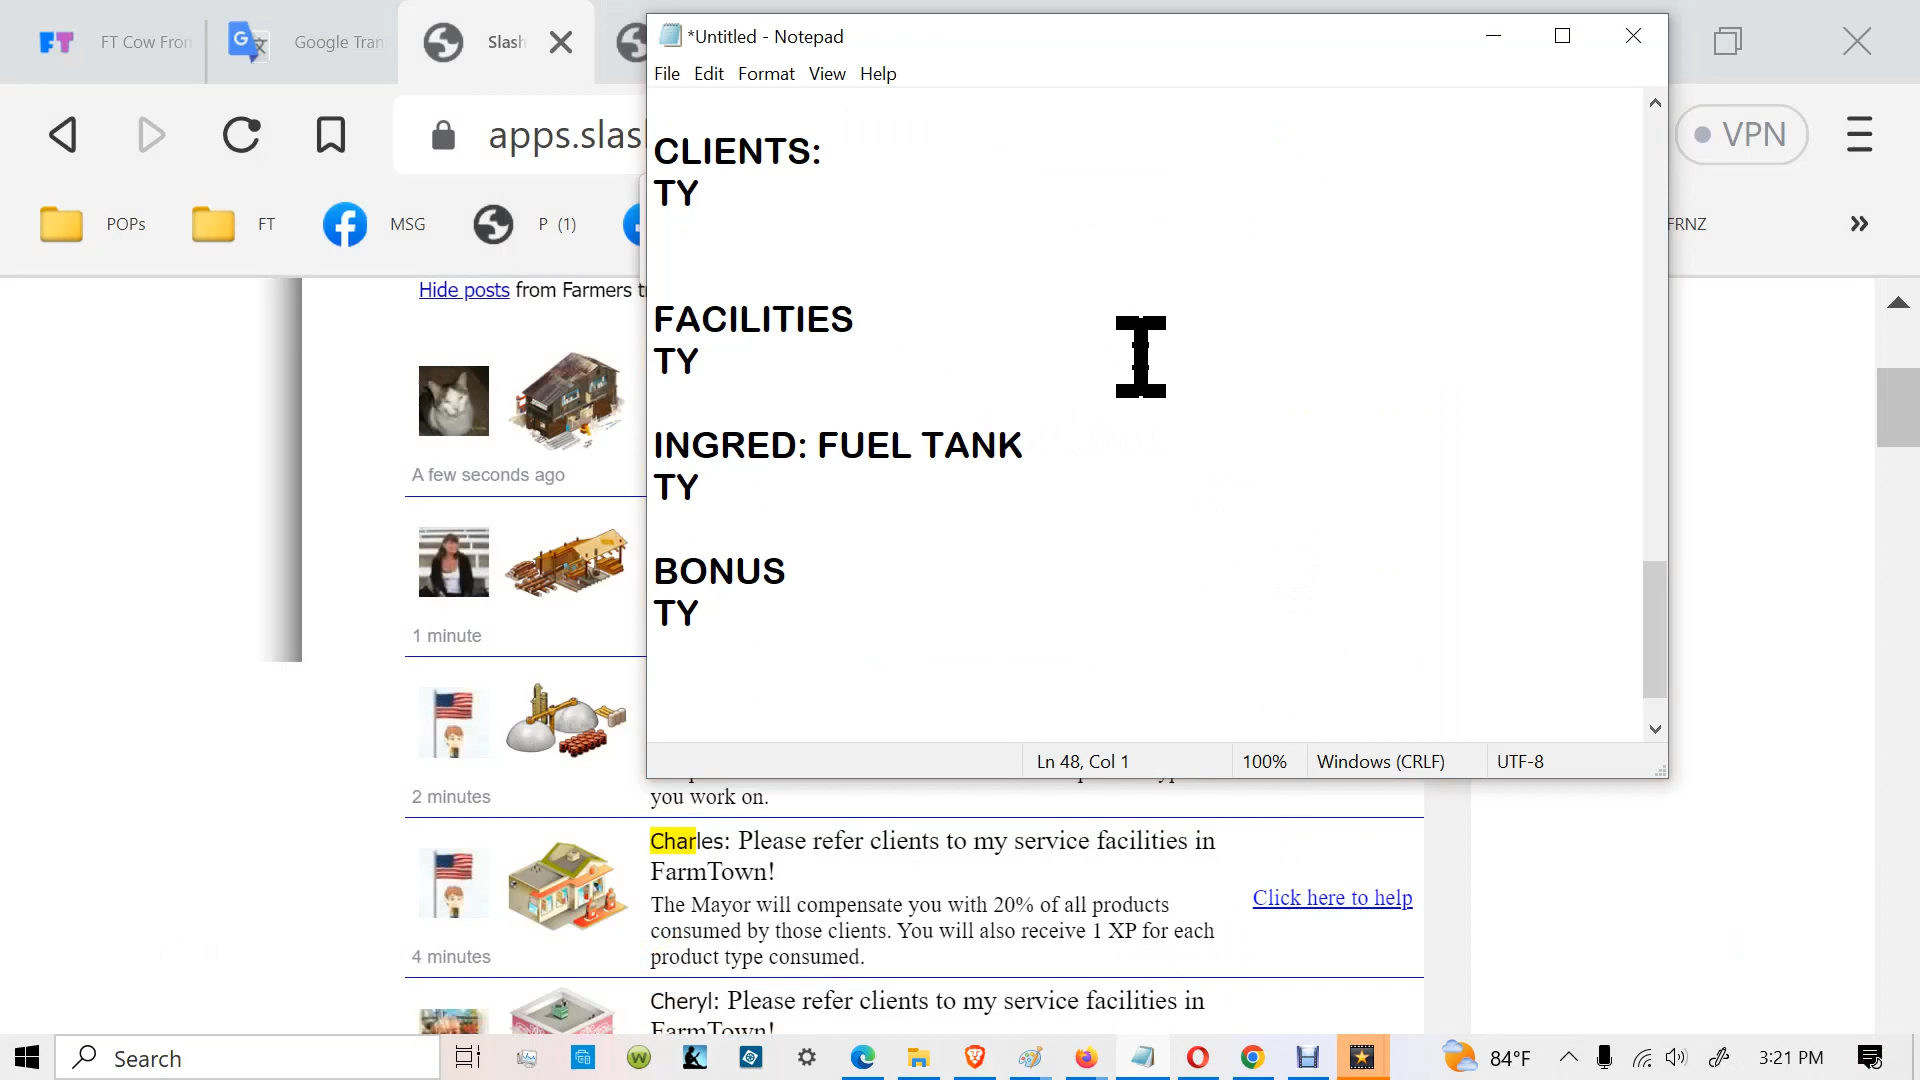 FT Cow Fron
Google Tran
Slash
*Untitled - Notepad
File Edit Format View Help
apps.slas
VPN
POPs
FT
MSG
P (1)
FRNZ
CLIENTS:
TY
FACILITIES
TY
INGRED: FUEL TANK
TY
BONUS
TY
Ln 48, Col 1
100%
Windows (CRLF)
UTF-8
Hide posts from Farmers t
A few seconds ago
1 minute
2 minutes
you work on.
Charles: Please refer clients to my service facilities in
FarmTown!
The Mayor will compensate you with 20% of all products
consumed by those clients. You will also receive 1 XP for each
product type consumed.
Click here to help
4 minutes
Cheryl: Please refer clients to my service facilities in
FarmTown!
Search
84°F
3:21 PM